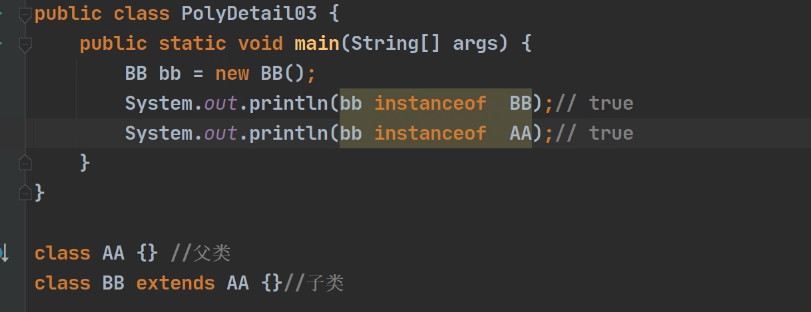 public class PolyDetail03 {
    public static void main(String[] args) {
        BB bb = new BB();
        System.out.println(bb instanceof  BB);// true
        System.out.println(bb instanceof  AA);// true
    }
}
class AA {} //父类
class BB extends AA {}//子类